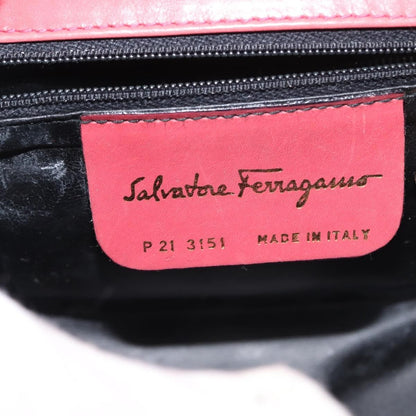 Salvatore Ferragamo
P 21 3151 MADE IN ITALY